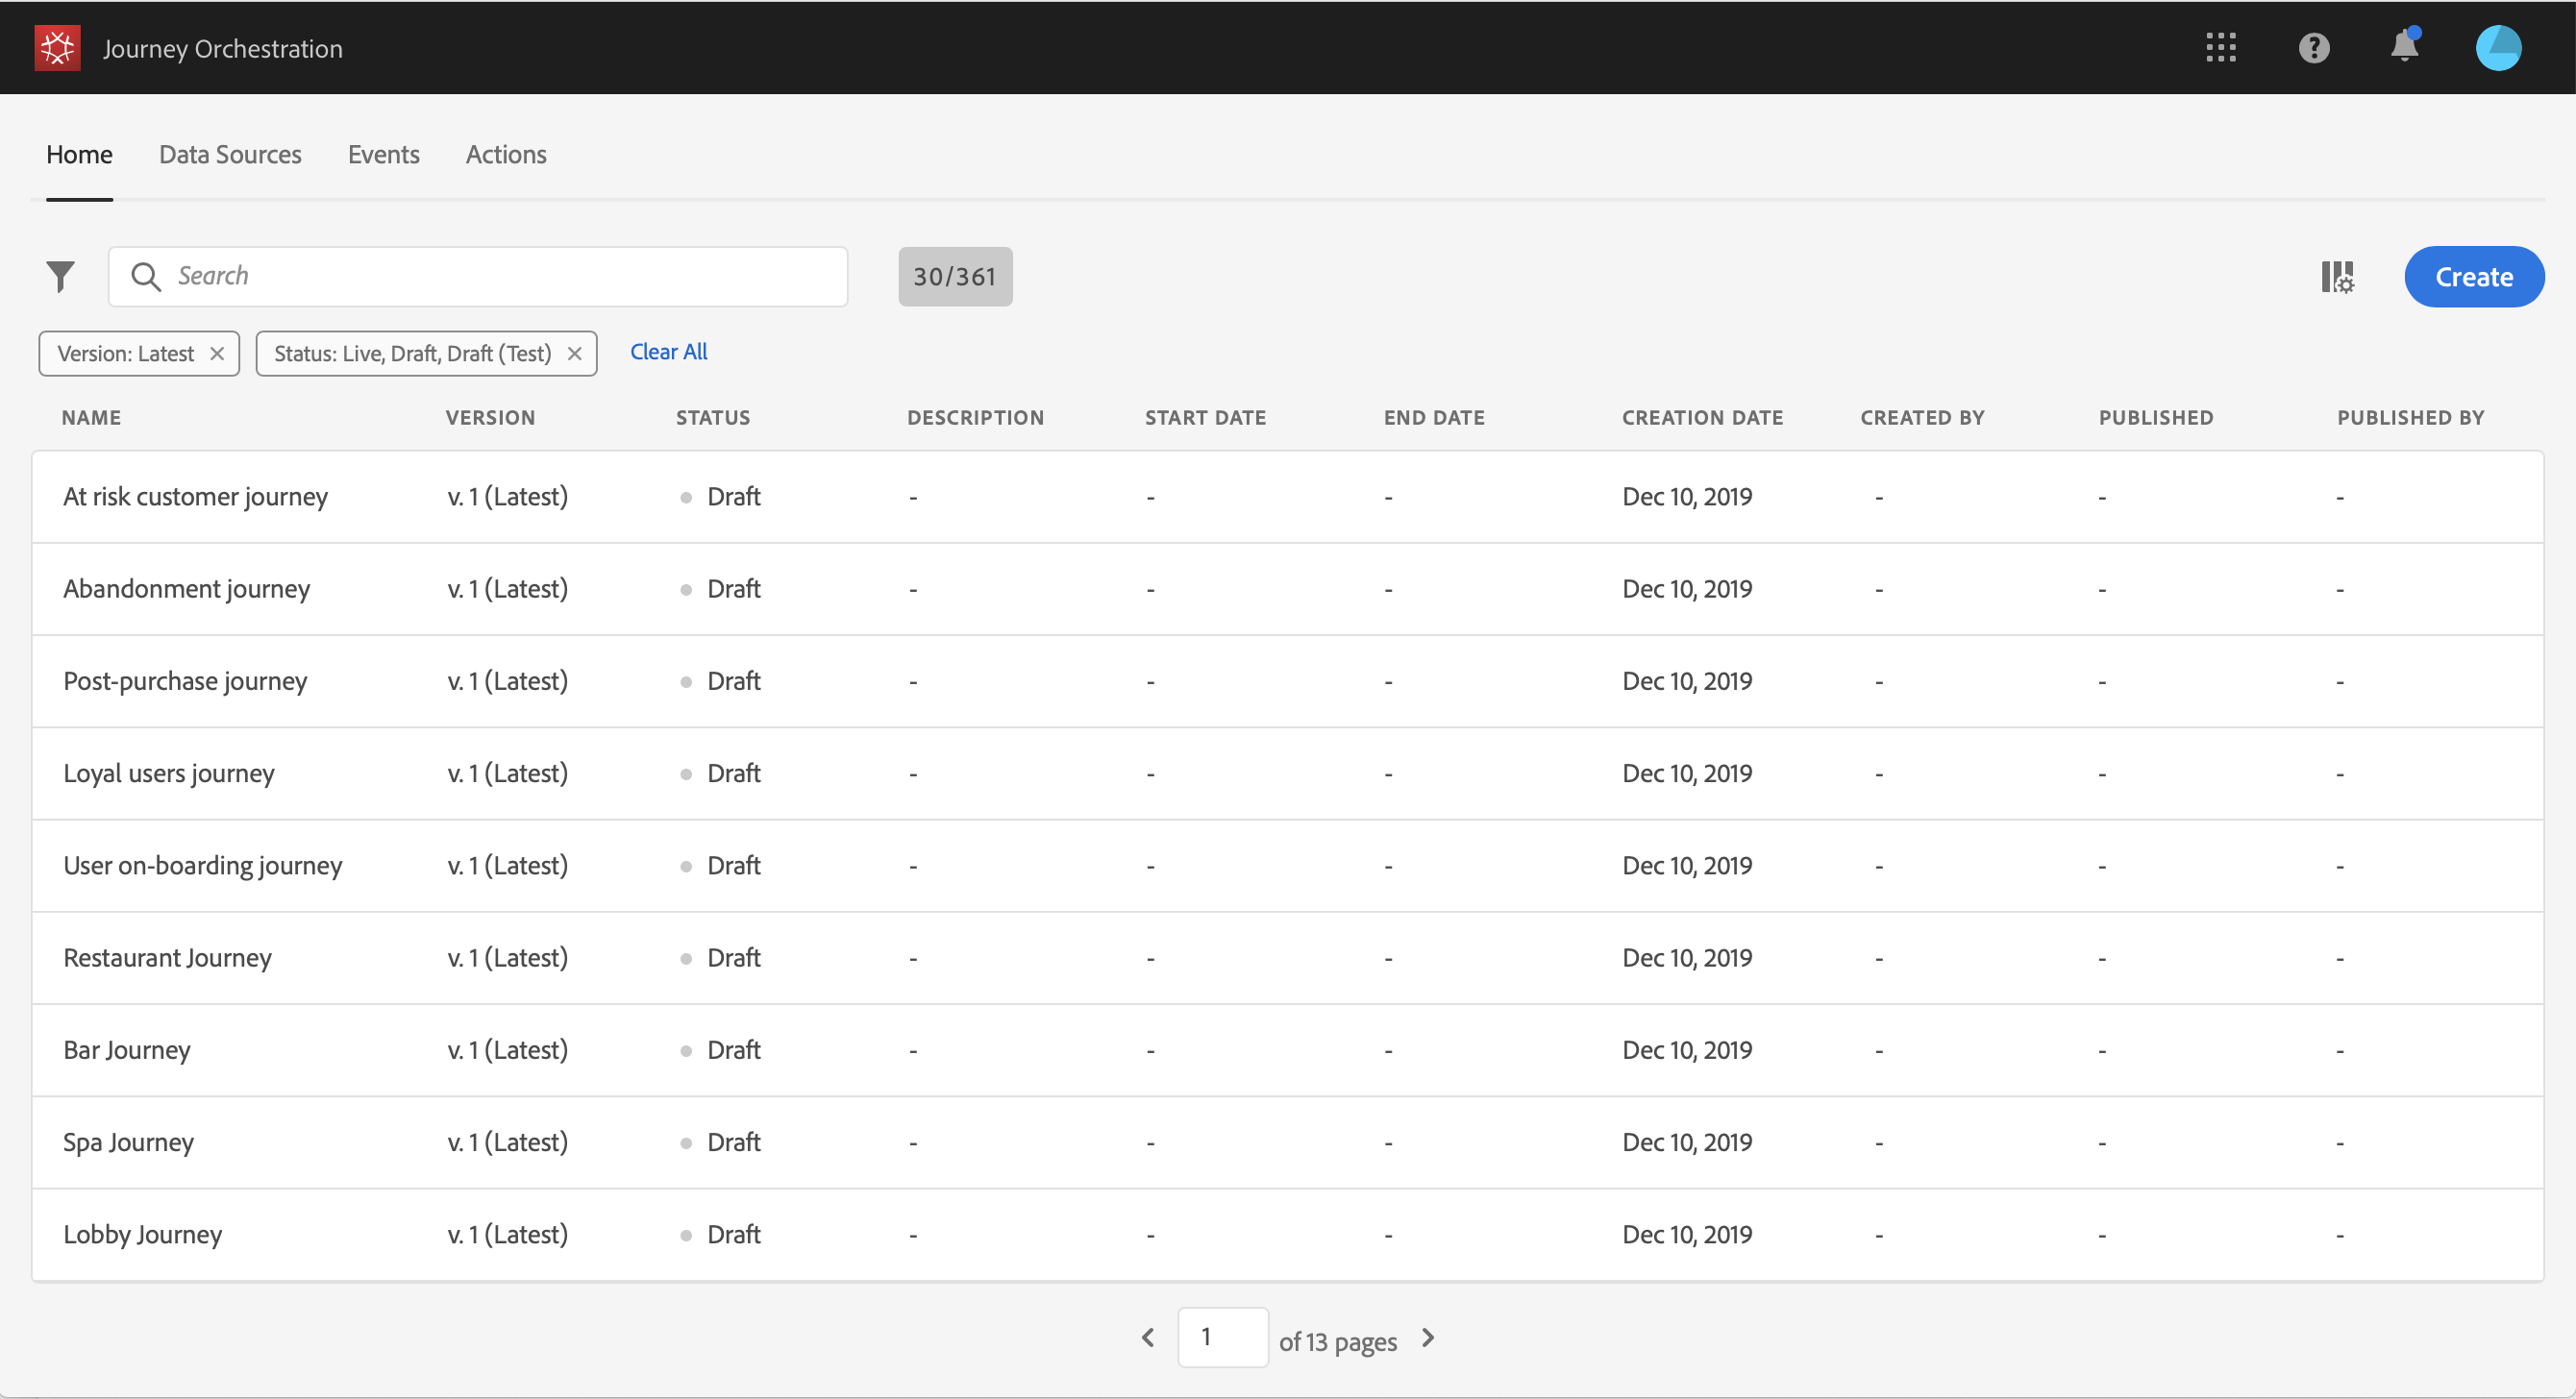 Journey Orchestration
Home Data Sources Events Actions
Search 30/361 Create
Version: Latest Status: Live, Draft, Draft (Test) Clear All
NAME VERSION STATUS DESCRIPTION START DATE END DATE CREATION DATE CREATED BY PUBLISHED PUBLISHED BY
At risk customer journey v. 1 (Latest) Draft - - - Dec 10, 2019 - - -
Abandonment journey v. 1 (Latest) Draft - - - Dec 10, 2019 - - -
Post-purchase journey v. 1 (Latest) Draft - - - Dec 10, 2019 - - -
Loyal users journey v. 1 (Latest) Draft - - - Dec 10, 2019 - - -
User on-boarding journey v. 1 (Latest) Draft - - - Dec 10, 2019 - - -
Restaurant Journey v. 1 (Latest) Draft - - - Dec 10, 2019 - - -
Bar Journey v. 1 (Latest) Draft - - - Dec 10, 2019 - - -
Spa Journey v. 1 (Latest) Draft - - - Dec 10, 2019 - - -
Lobby Journey v. 1 (Latest) Draft - - - Dec 10, 2019 - - -
1 of 13 pages